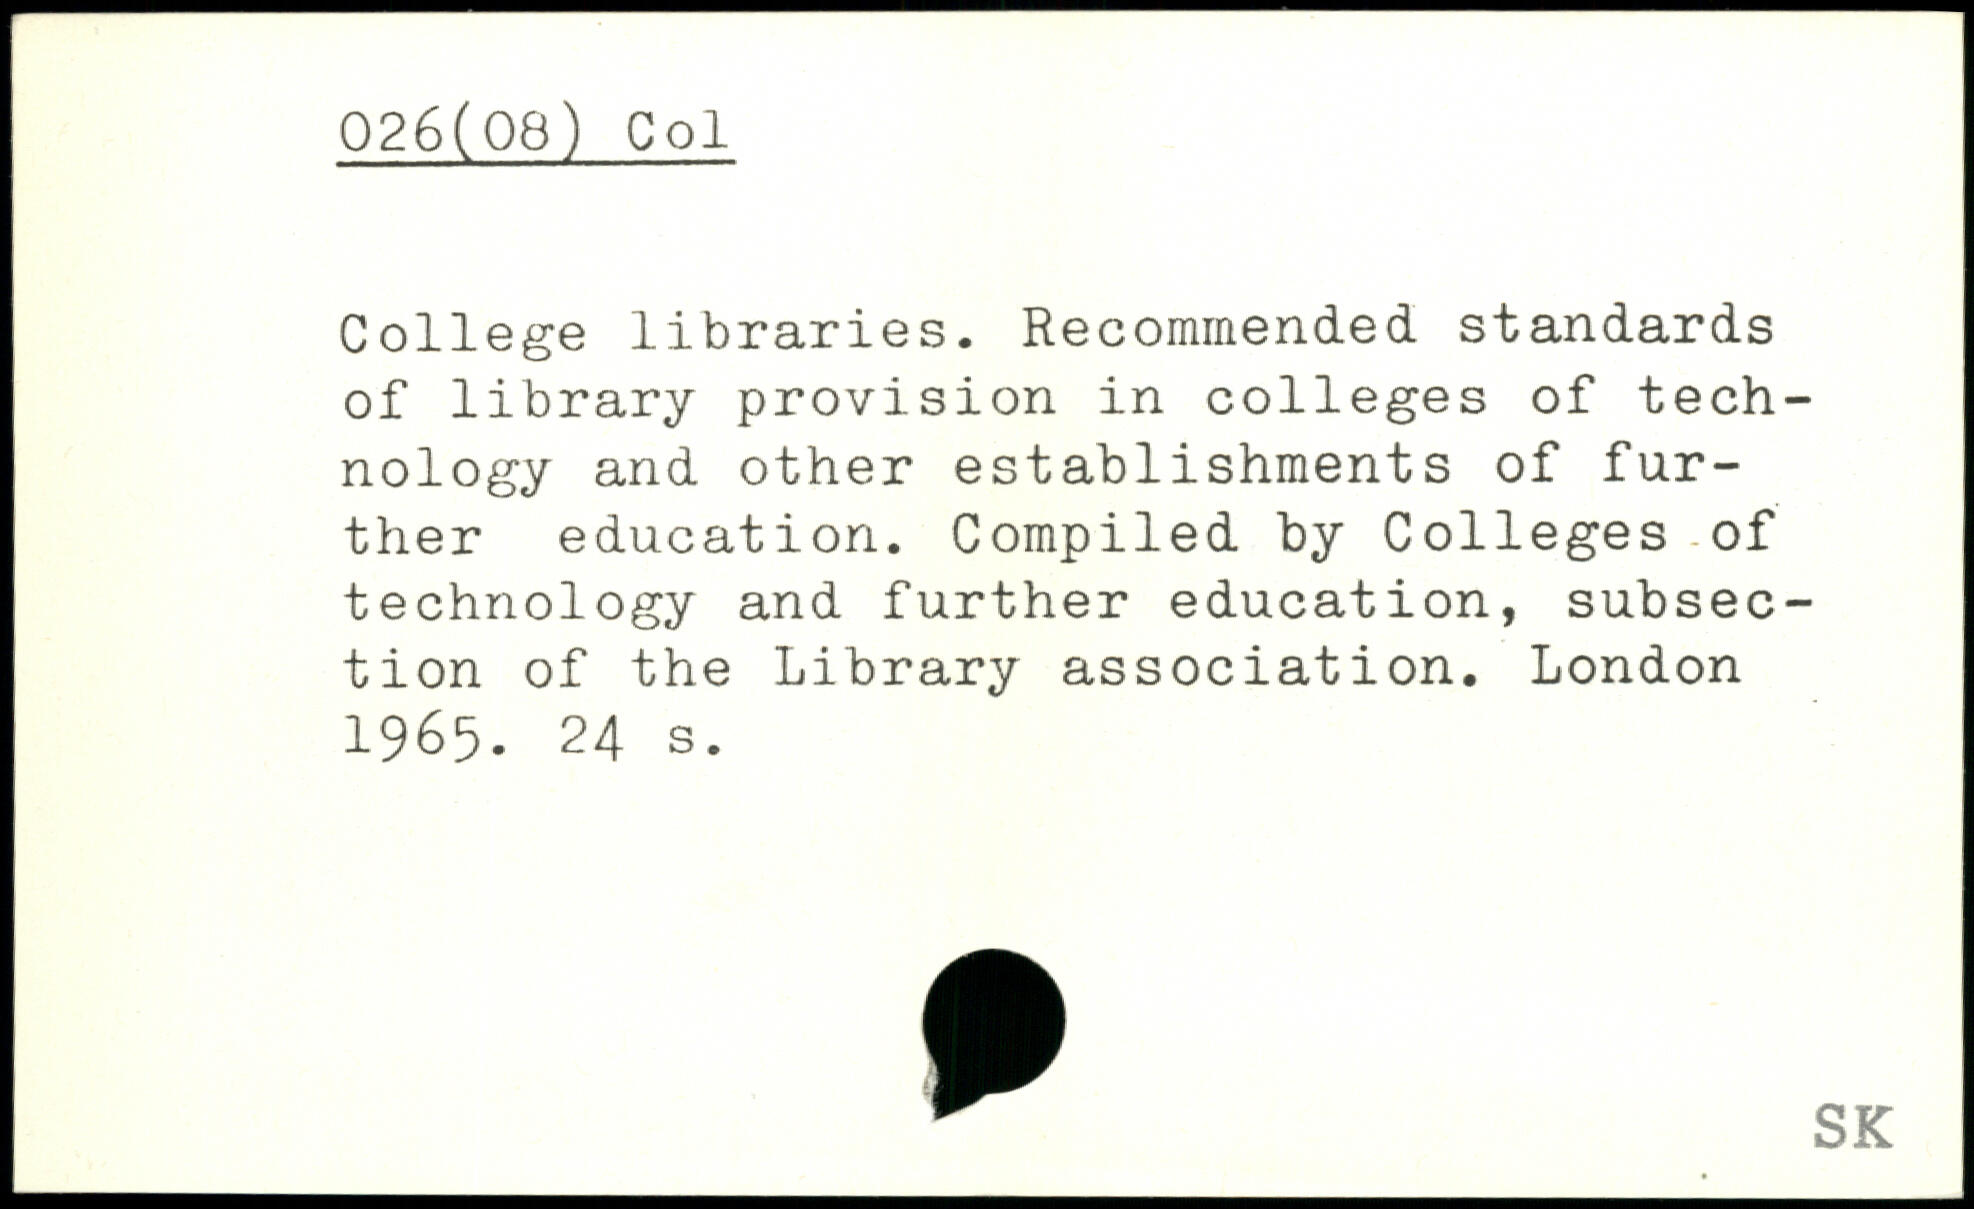 026(08) Col
College libraries. Recommended standards
of library provision in colleges of tech-
nology and other establishments of fur-
ther  education. Compiled by Colleges of
technology and further education, subsec-
tion of the Library association. London
1965. 24 s.
SK